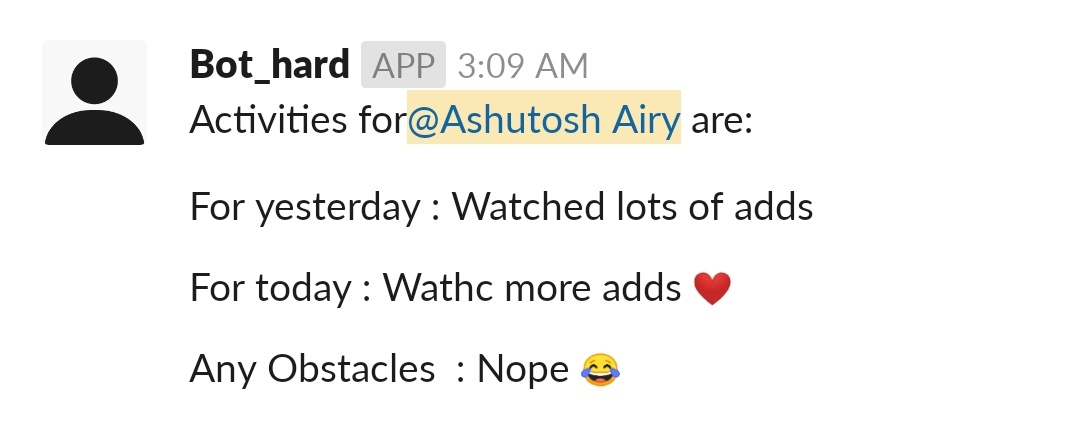 Bot_hard APP 3:09 AM
Activities for@Ashutosh Airy are:
For yesterday : Watched lots of adds
For today : Wathc more adds ❤️
Any Obstacles  : Nope 😂